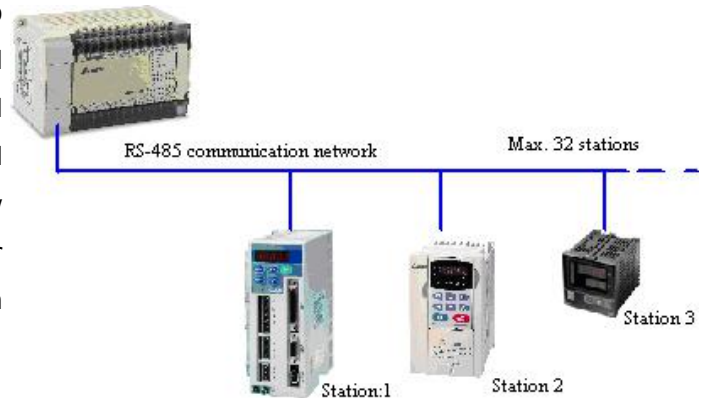 RS-485 communication network
Max. 32 stations
Station:1
Station 2
Station 3